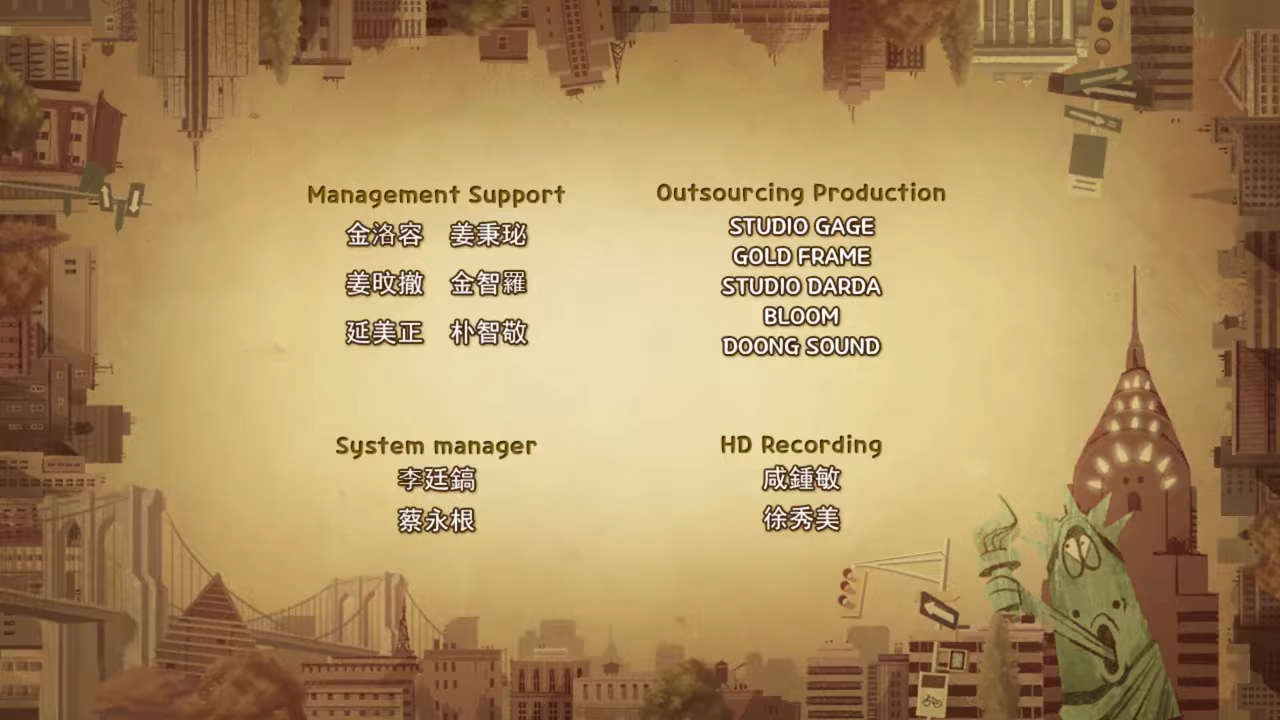 Management Support
金洛容 姜秉珌
姜旼撤 金智羅
延美正 朴智敬
Outsourcing Production
STUDIO GAGE
GOLD FRAME
STUDIO DARDA
BLOOM
DOONG SOUND
System manager
李廷鎬
蔡永根
HD Recording
咸鍾敏
徐秀美